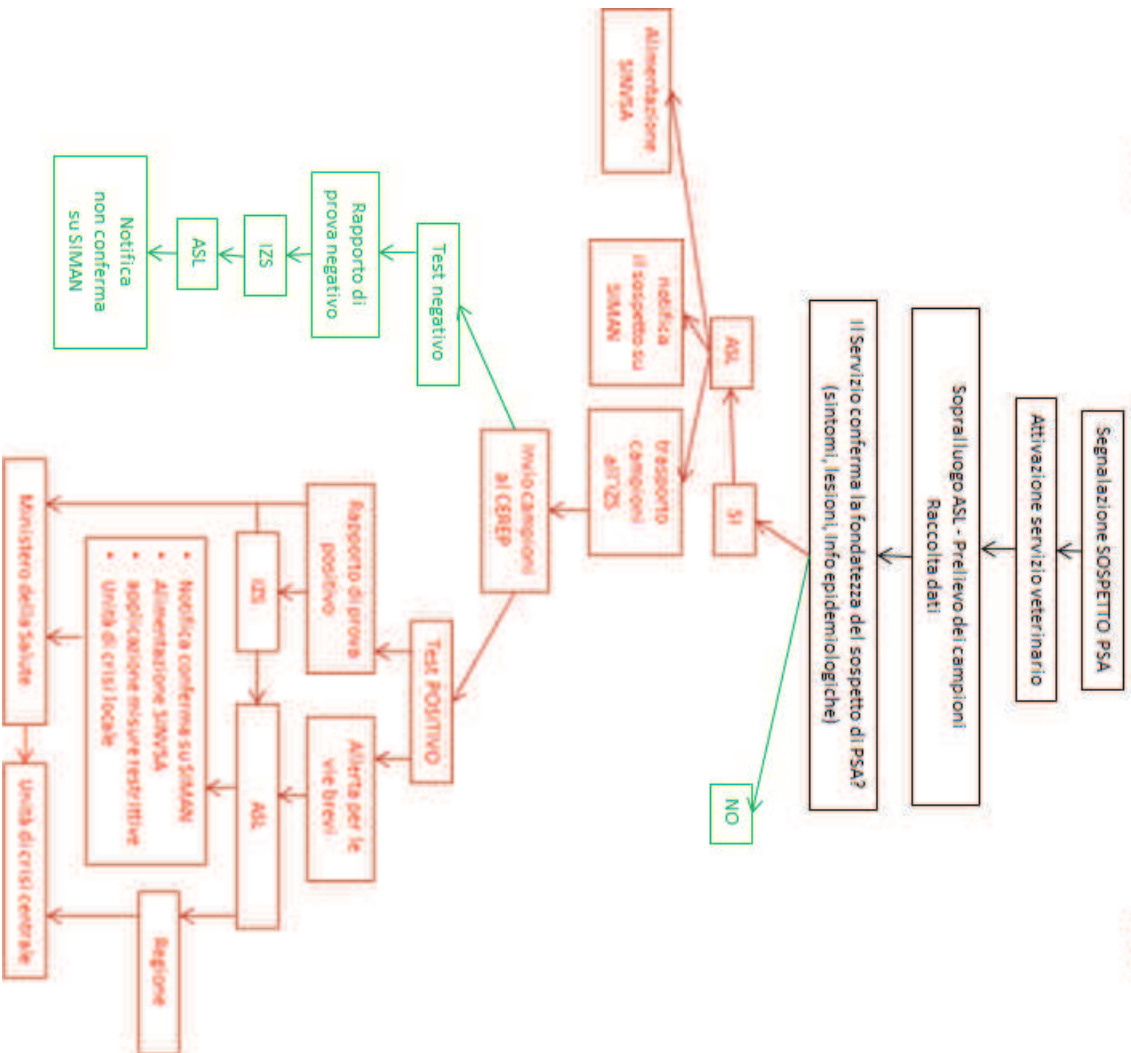 Segnalazione SOSPETTO PSA
Attivazione servizio veterinario
Sopralluogo ASL - Prelievo dei campioni
Raccolta dati
Il Servizio conferma la fondatezza del sospetto di PSA?
(sintomi, lesioni, info epidemiologiche)
SI
NO
ASL
Alimentazione
SINVSA
notifica
il sospetto su
SIMAN
trasporto
campioni
all'IZS
Invio campioni
al CEREP
Test negativo
Test POSITIVO
Rapporto di
prova negativo
IZS
ASL
Notifica
non conferma
su SIMAN
Rapporto di prova
positivo
Allerta per le
vie brevi
IZS
ASL
• Notifica conferma su SIMAN
• Alimentazione SINVSA
• applicazione misure restrittive
• Unità di crisi locale
Regione
Ministero della Salute
Unità di crisi centrale